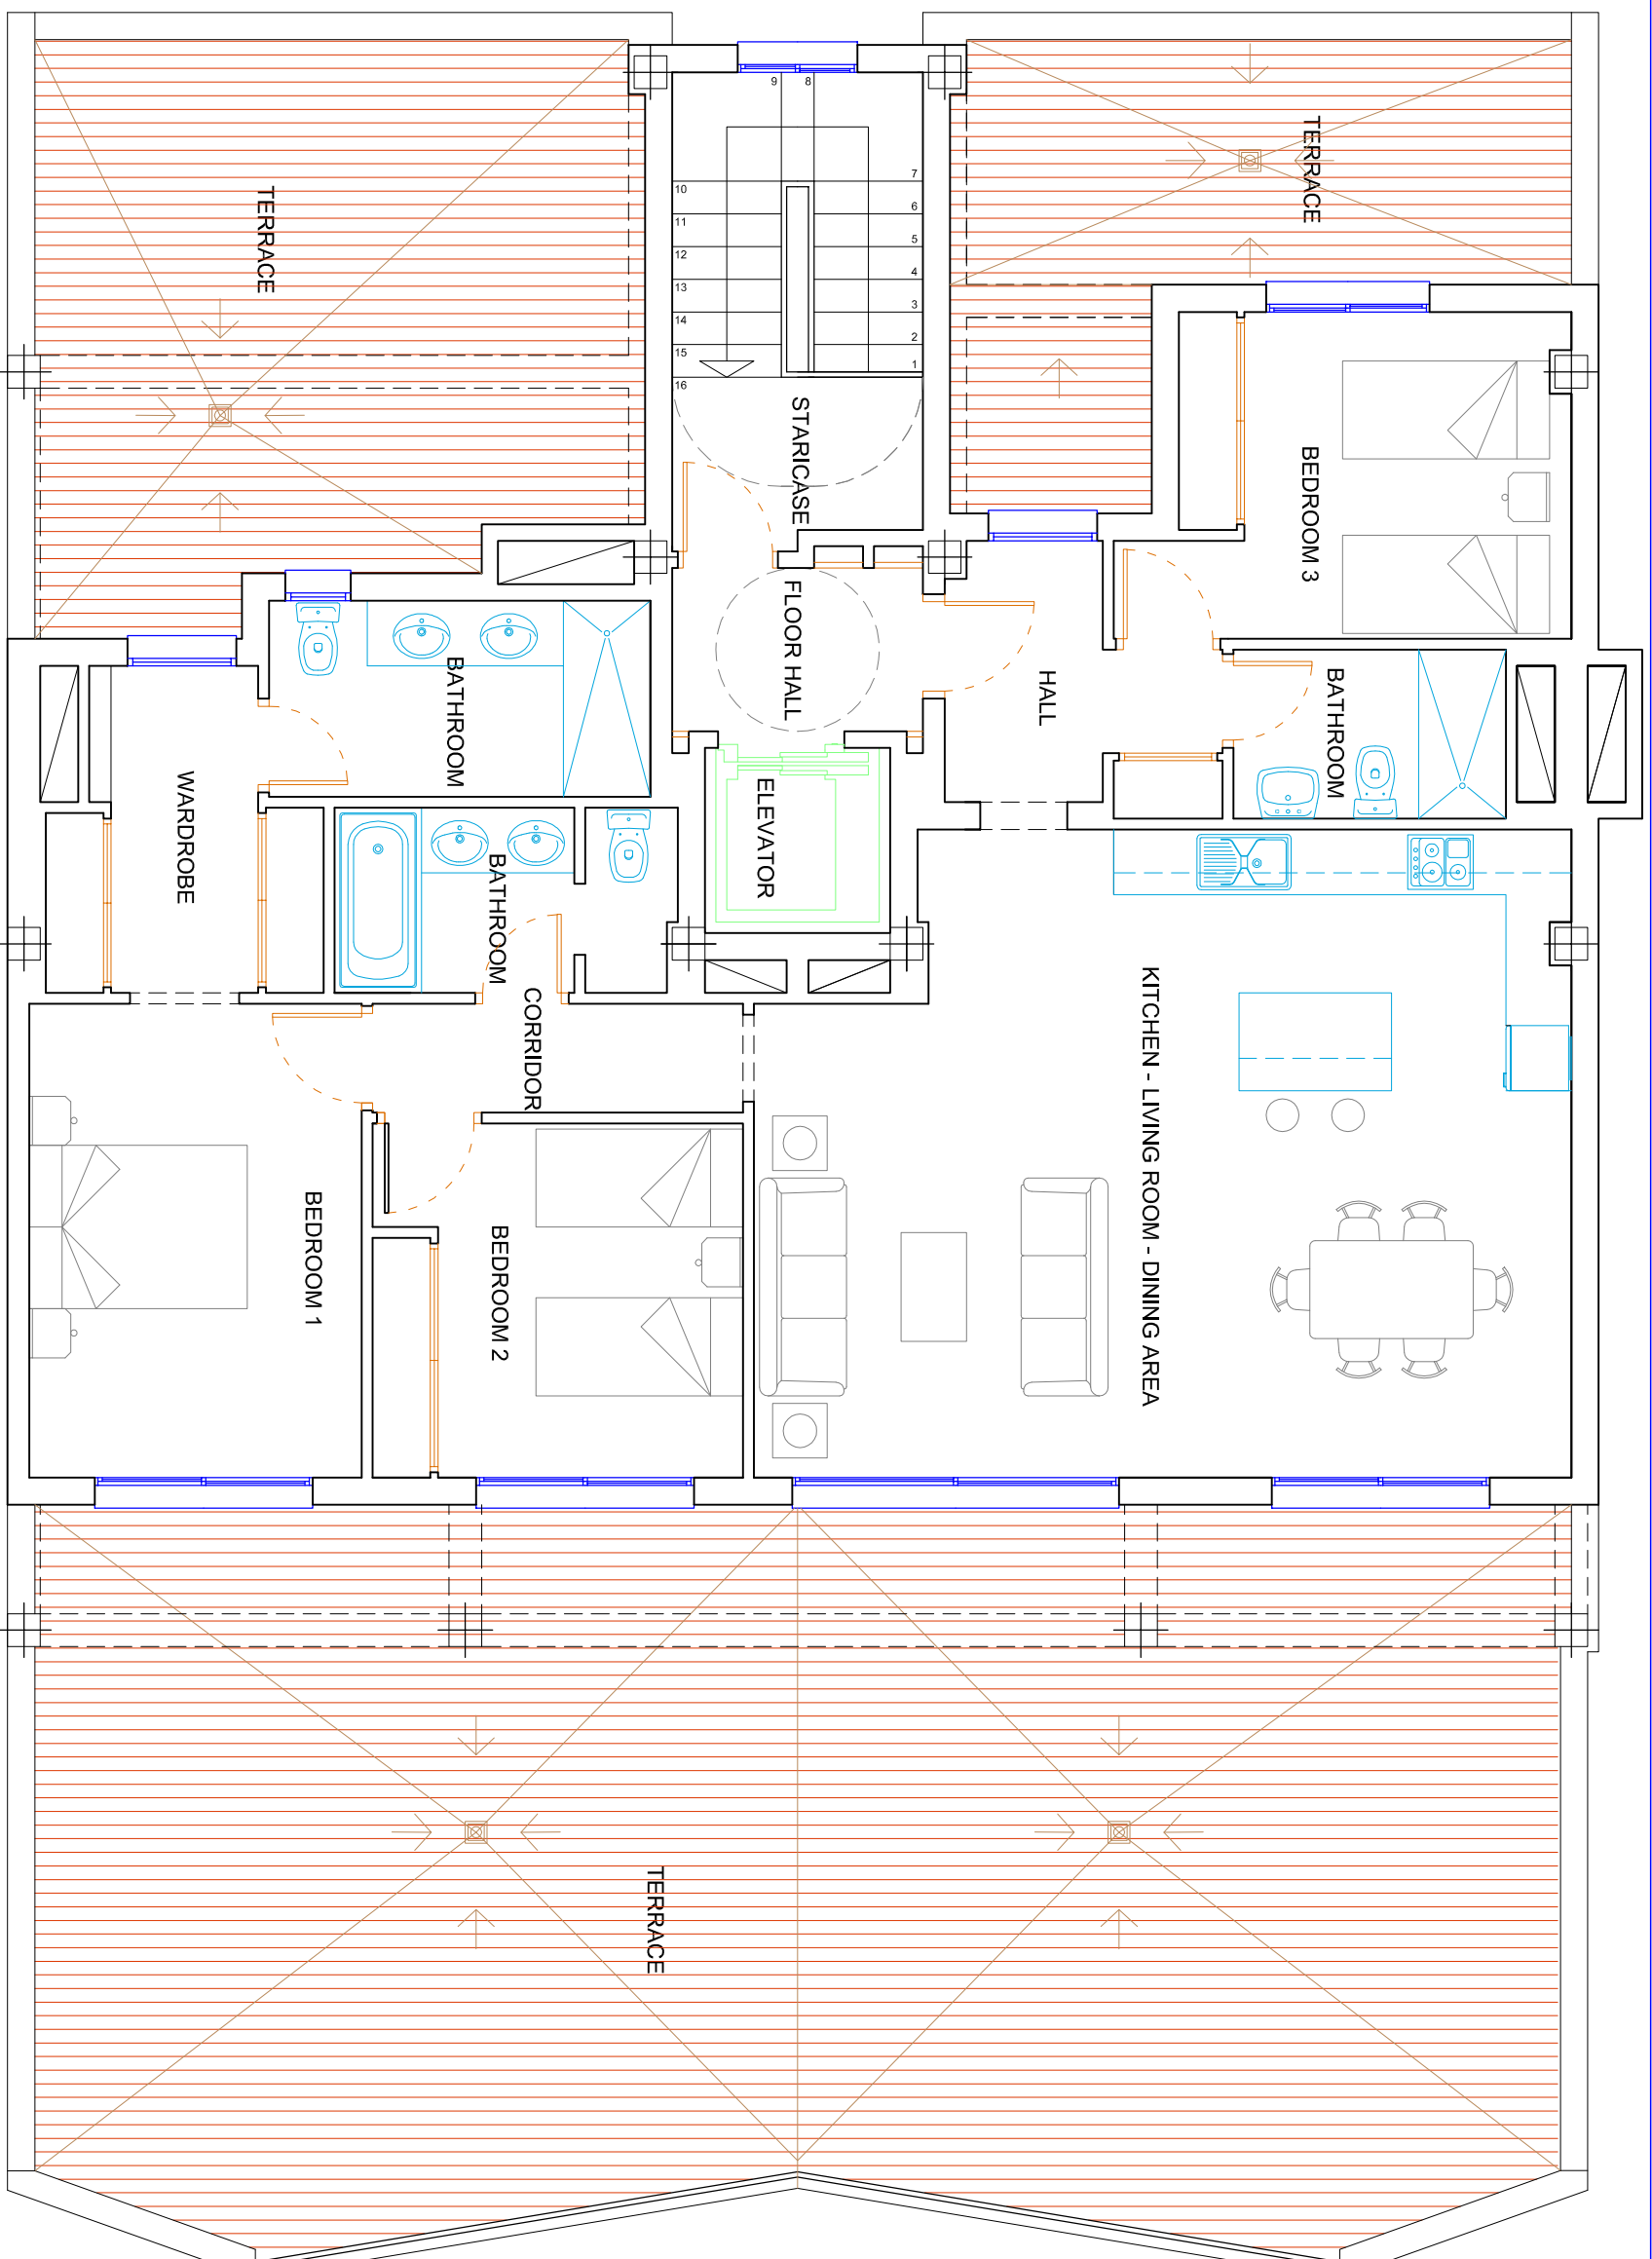 TERRACE
TERRACE
9 8
7
10
6
11
5
12
4
13
3
14
2
15
1
16
STARICASE
BEDROOM 3
FLOOR HALL
HALL
BATHROOM
BATHROOM
WARDROBE
ELEVATOR
BATHROOM
CORRIDOR
KITCHEN - LIVING ROOM - DINING AREA
BEDROOM 1
BEDROOM 2
TERRACE